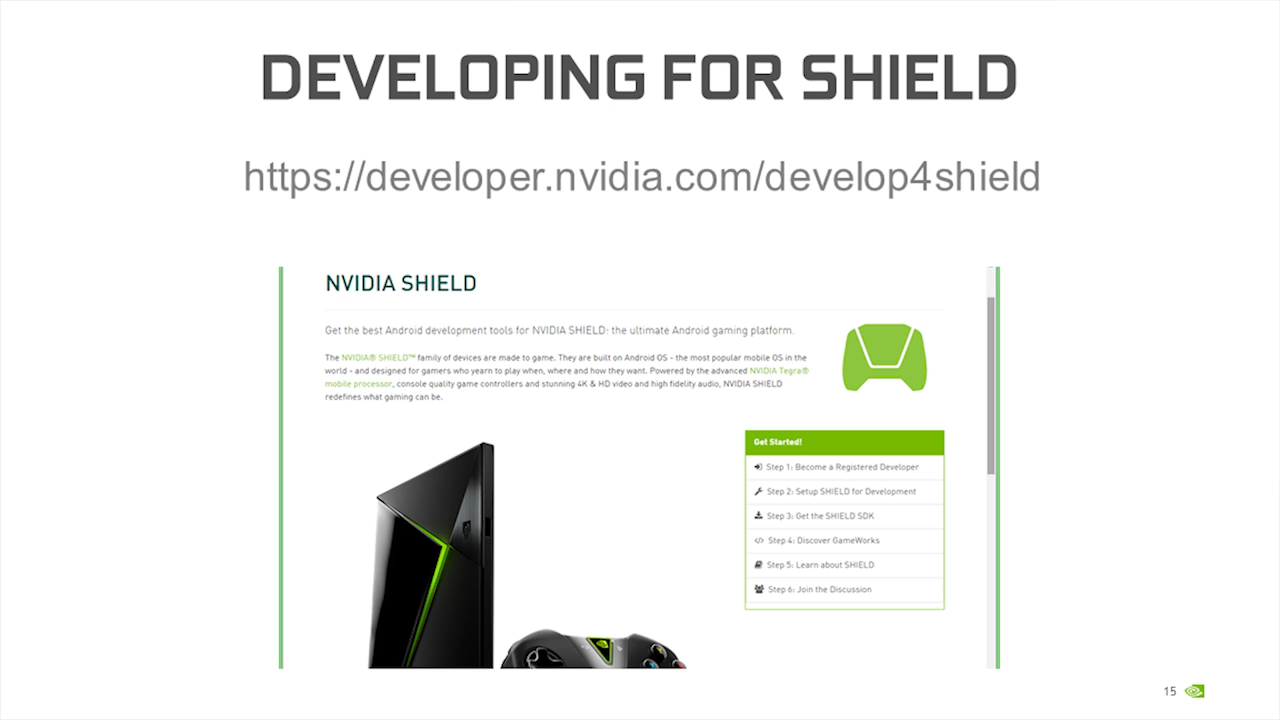 DEVELOPING FOR SHIELD
https://developer.nvidia.com/develop4shield
NVIDIA SHIELD
Get the best Android development tools for NVIDIA SHIELD: the ultimate Android gaming platform.
The NVIDIA® SHIELD™ family of devices are made to game. They are built on Android OS - the most popular mobile OS in the
world - and designed for gamers who yearn to play when, where and how they want. Powered by the advanced NVIDIA Tegra®
mobile processor, console quality game controllers and stunning 4K & HD video and high fidelity audio, NVIDIA SHIELD
redefines what gaming can be.
Get Started!
Step 1: Become a Registered Developer
Step 2: Setup SHIELD for Development
Step 3: Get the SHIELD SDK
</> Step 4: Discover GameWorks
Step 5: Learn about SHIELD
Step 6: Join the Discussion
15